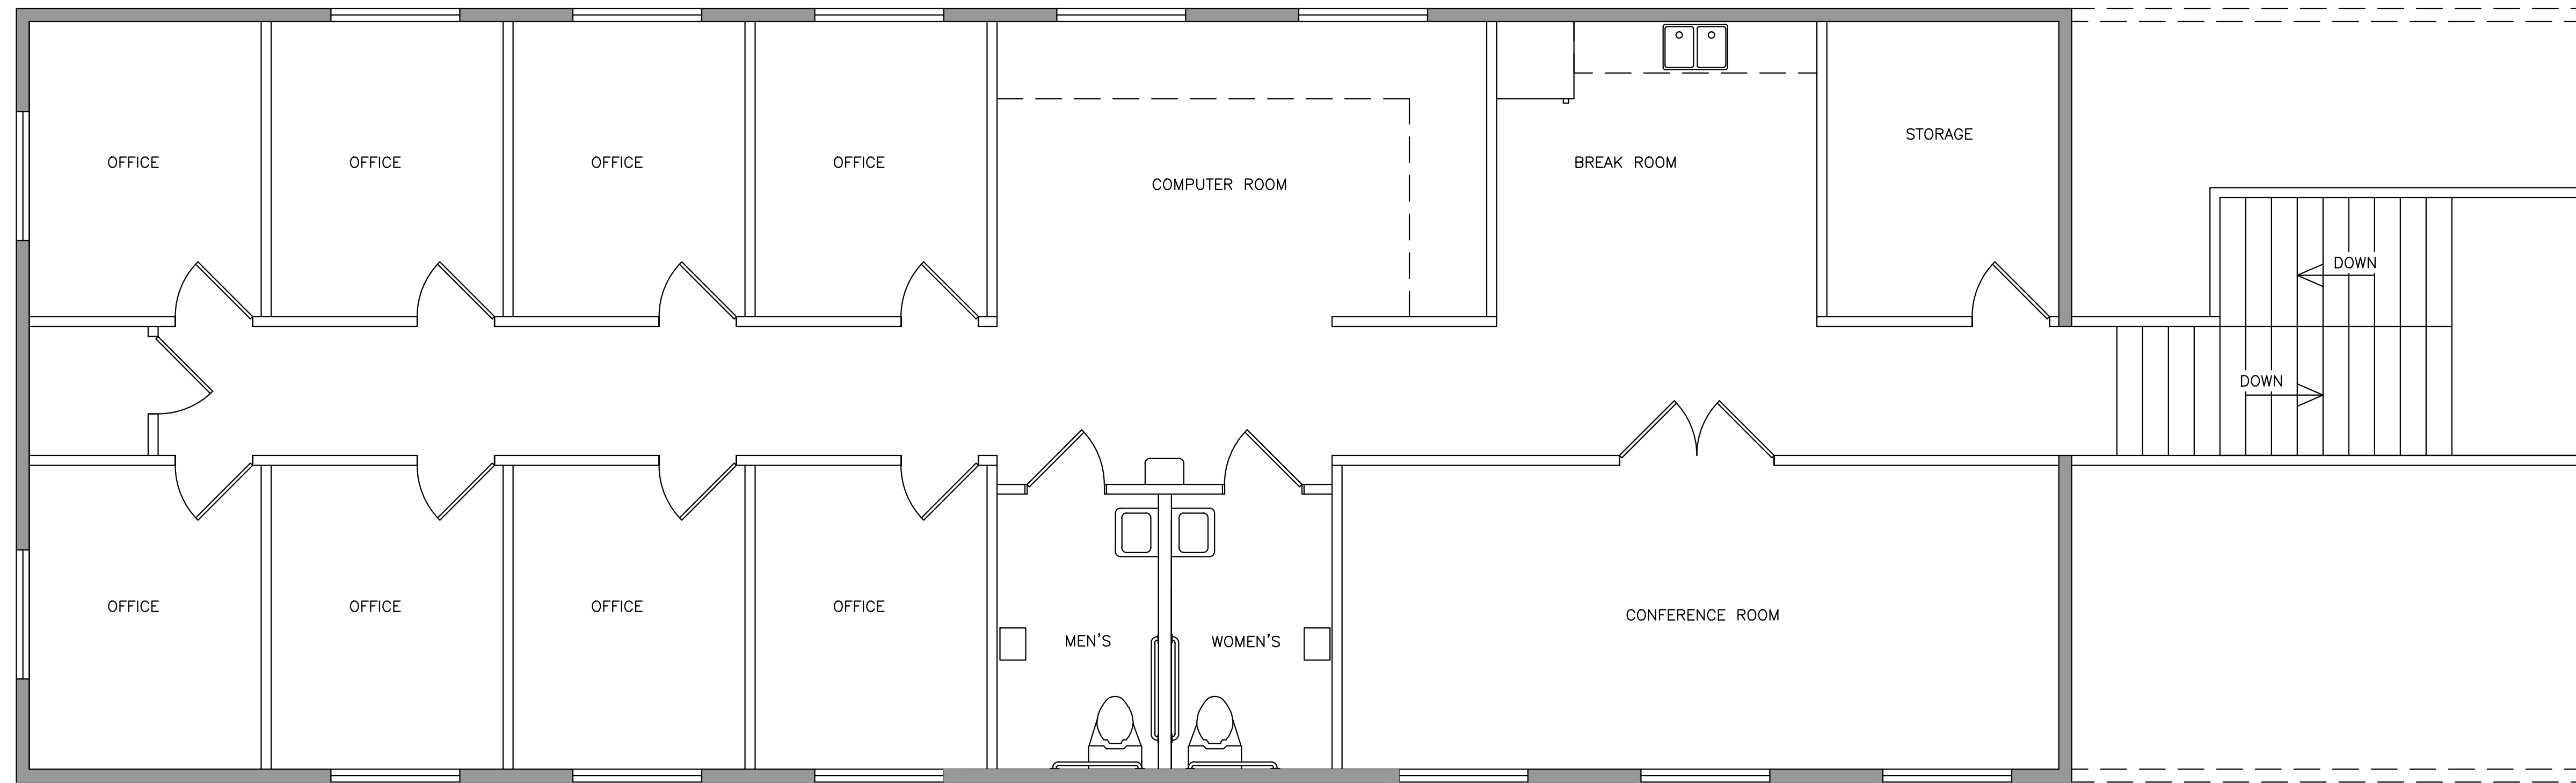 OFFICE
OFFICE
OFFICE
OFFICE
COMPUTER ROOM
BREAK ROOM
STORAGE
DOWN
DOWN
OFFICE
OFFICE
OFFICE
OFFICE
MEN'S
WOMEN'S
CONFERENCE ROOM